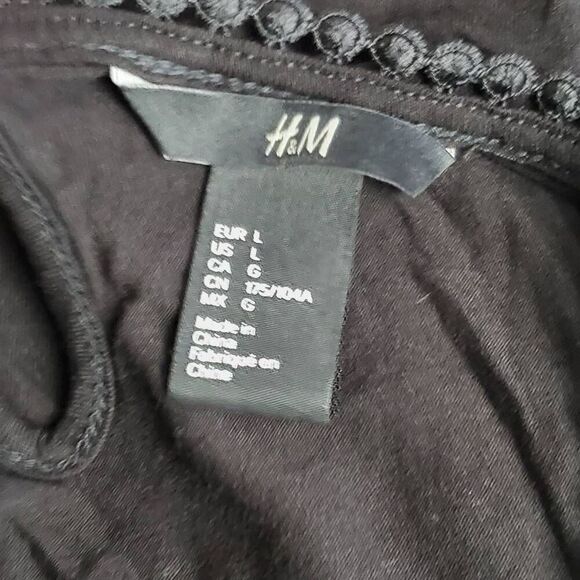 H&M
EUR L
US L
CA G
CN 175/104A
MX G
Made in
China
Fabriqué en
Chine